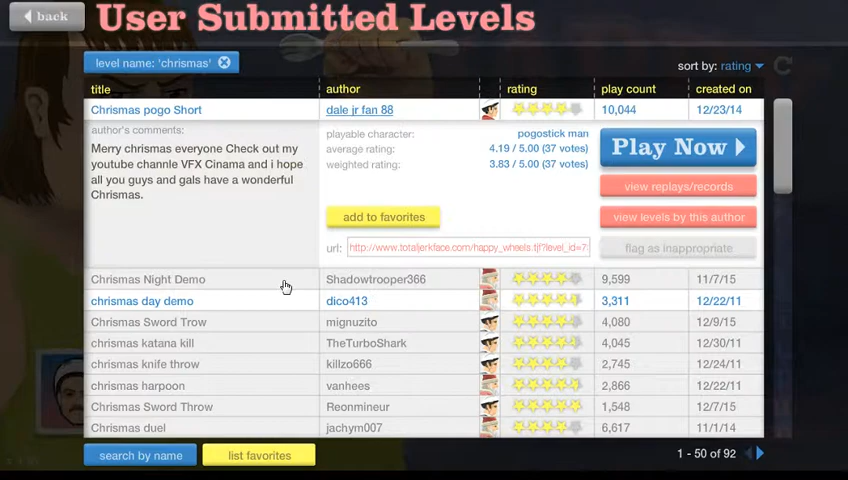 back
User Submitted Levels
level name: 'chrismas'
sort by: rating
title author rating play count created on
Chrismas pogo Short dale jr fan 88 10,044 12/23/14
author's comments:
Merry chrismas everyone Check out my
youtube channle VFX Cinama and i hope
all you guys and gals have a wonderful
Chrismas.
playable character: pogostick man
average rating: 4.19 / 5.00 (37 votes)
weighted rating: 3.83 / 5.00 (37 votes)
add to favorites
url: http://www.totaljerkface.com/happy_wheels.tjf?level_id=7
Play Now
view replays/records
view levels by this author
flag as inappropriate
Chrismas Night Demo Shadowtrooper366 9,599 11/7/15
chrismas day demo dico413 3,311 12/22/11
Chrismas Sword Trow mignuzito 4,080 12/9/15
chrismas katana kill TheTurboShark 4,045 12/30/11
chrismas knife throw killzo666 2,745 12/24/11
chrismas harpoon vanhees 2,866 12/22/11
Chrismas Sword Throw Reonmineur 1,548 12/7/15
Chrismas duel jachym007 6,617 11/1/14
search by name
list favorites
1 - 50 of 92